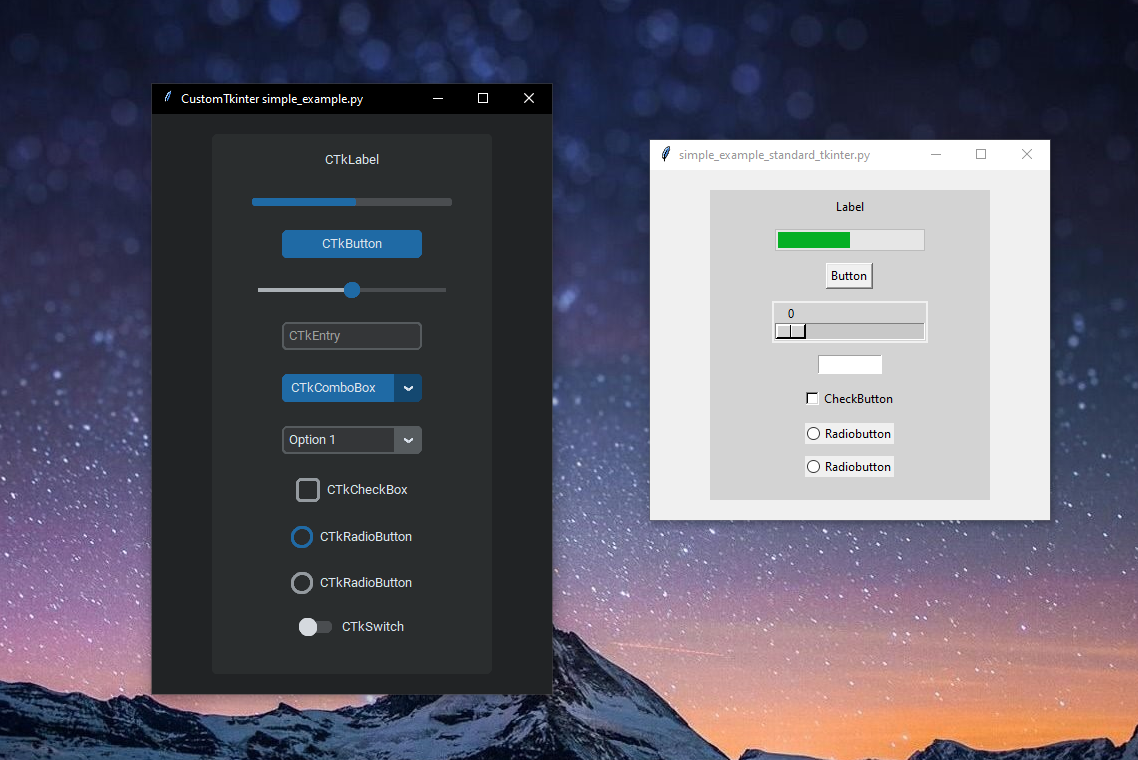 CustomTkinter simple_example.py
CTkLabel
CTkButton
CTkEntry
CTkComboBox
Option 1
CTkCheckBox
CTkRadioButton
CTkRadioButton
CTkSwitch
simple_example_standard_tkinter.py
Label
Button
0
CheckButton
Radiobutton
Radiobutton